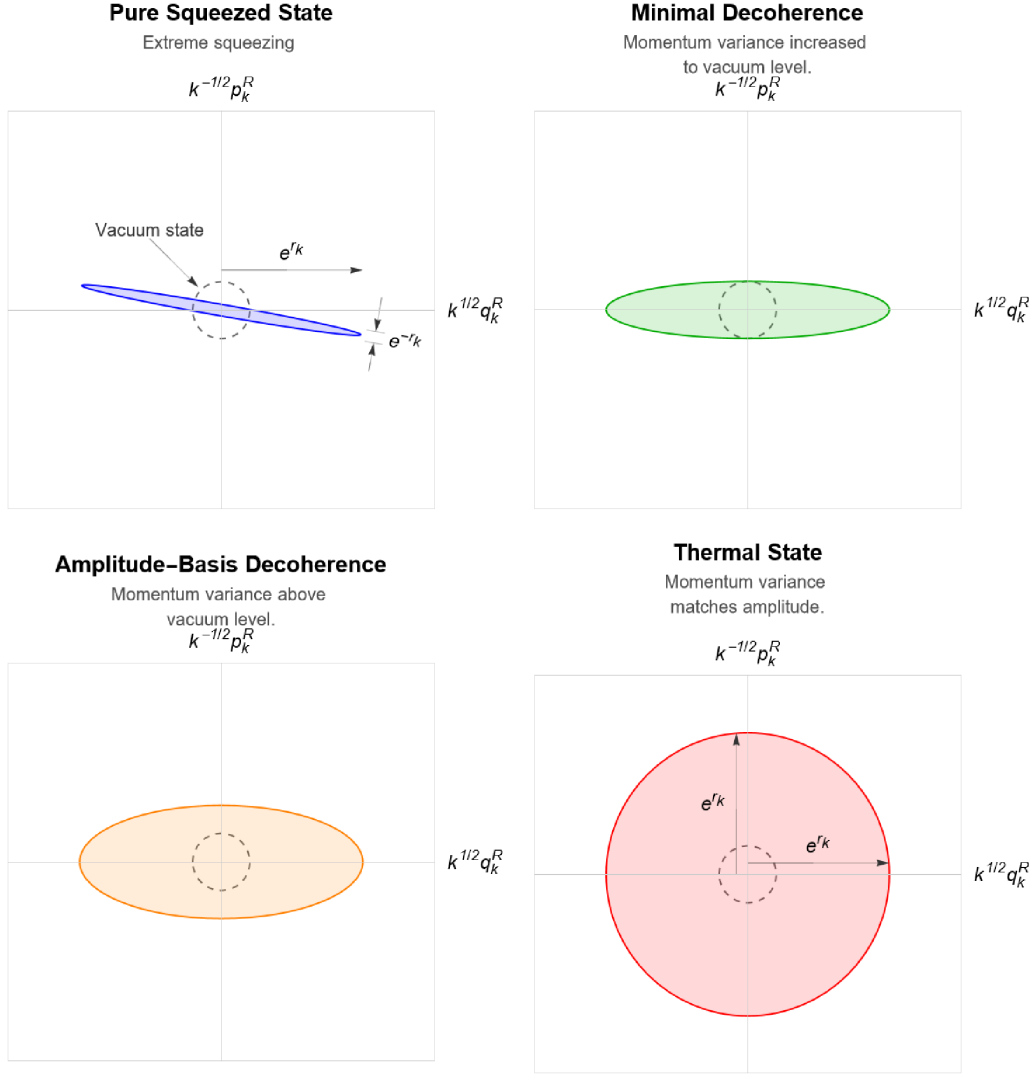 Pure Squeezed State
Extreme squeezing
k^{-1/2}p_k^R
Vacuum state
e^{r_k}
k^{1/2}q_k^R
e^{-r_k}
Minimal Decoherence
Momentum variance increased
to vacuum level.
k^{-1/2}p_k^R
k^{1/2}q_k^R
Amplitude–Basis Decoherence
Momentum variance above
vacuum level.
k^{-1/2}p_k^R
k^{1/2}q_k^R
Thermal State
Momentum variance
matches amplitude.
k^{-1/2}p_k^R
e^{r_k}
e^{r_k}
k^{1/2}q_k^R